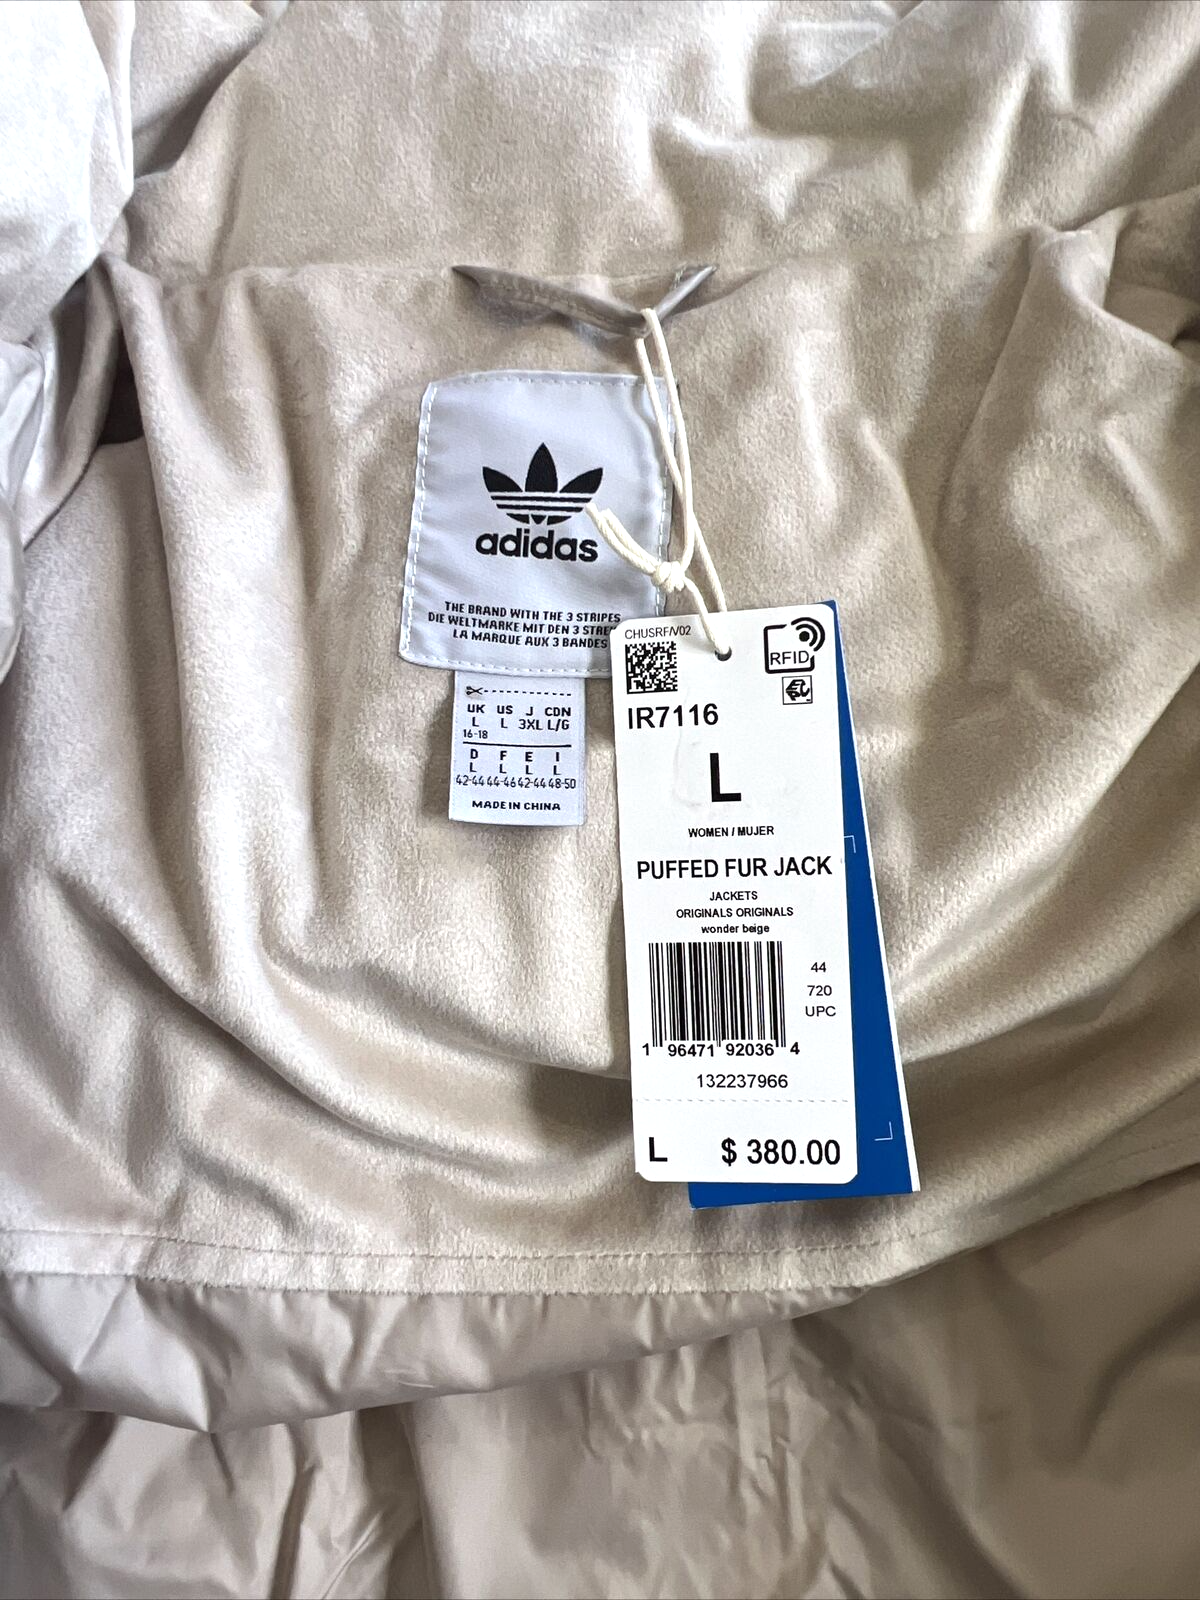 adidas
THE BRAND WITH THE 3 STRIPES
DIE WELTMARKE MIT DEN 3
LA MARQUE AUX 3 BANDES
UK US J CDN
L L 3XL L/G
16-18
D F E I
L L L L
42-44 44-46 42-44 48-50
MADE IN CHINA
CHUSRF/V02
RFID
IR7116
L
WOMEN / MUJER
PUFFED FUR JACK
JACKETS
ORIGINALS ORIGINALS
wonder beige
44
720
UPC
1 96471 92036 4
132237966
L $ 380.00